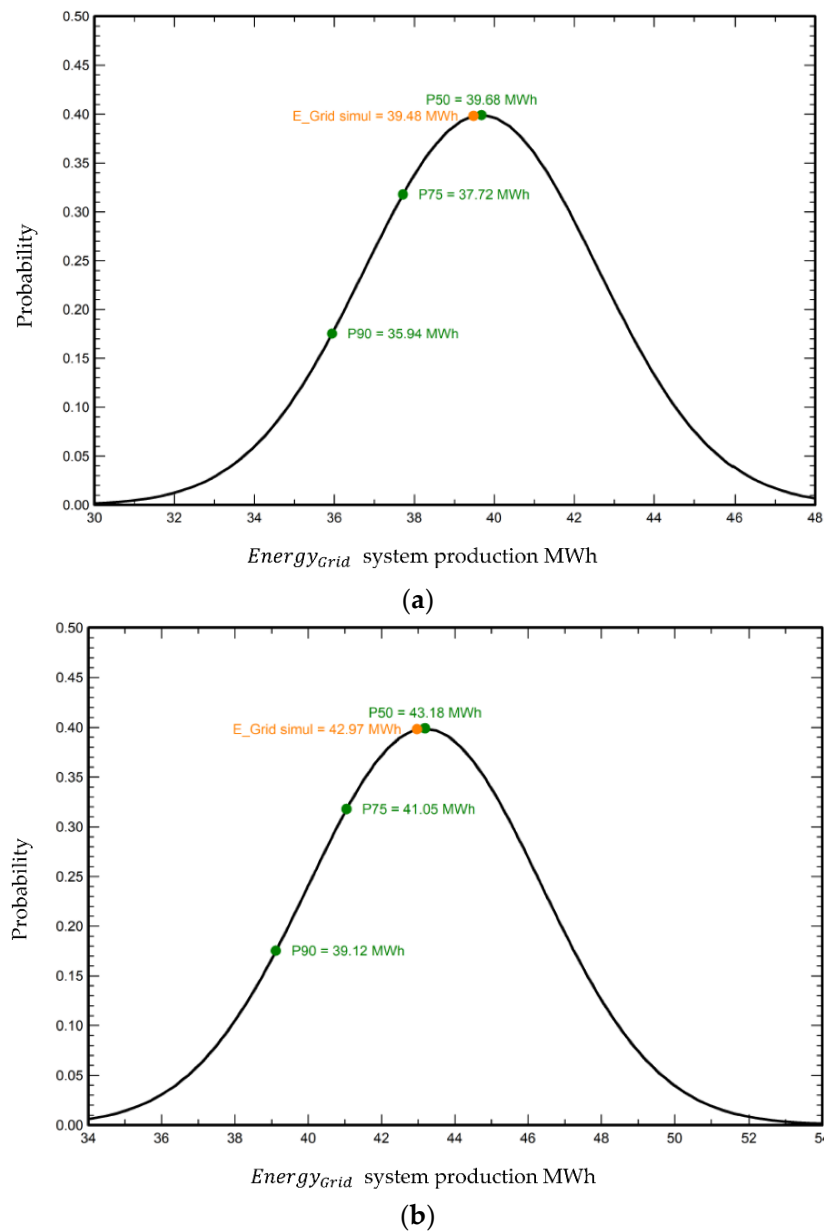 0.50
0.45
P50 = 39.68 MWh
0.40
E_Grid simul = 39.48 MWh
0.35
P75 = 37.72 MWh
0.30
Probability
0.25
0.20
P90 = 35.94 MWh
0.15
0.10
0.05
0.00
30 32 34 36 38 40 42 44 46 48
Energy_Grid system production MWh
(a)
0.50
0.45
P50 = 43.18 MWh
0.40
E_Grid simul = 42.97 MWh
0.35
P75 = 41.05 MWh
0.30
Probability
0.25
0.20
P90 = 39.12 MWh
0.15
0.10
0.05
0.00
34 36 38 40 42 44 46 48 50 52 54
Energy_Grid system production MWh
(b)